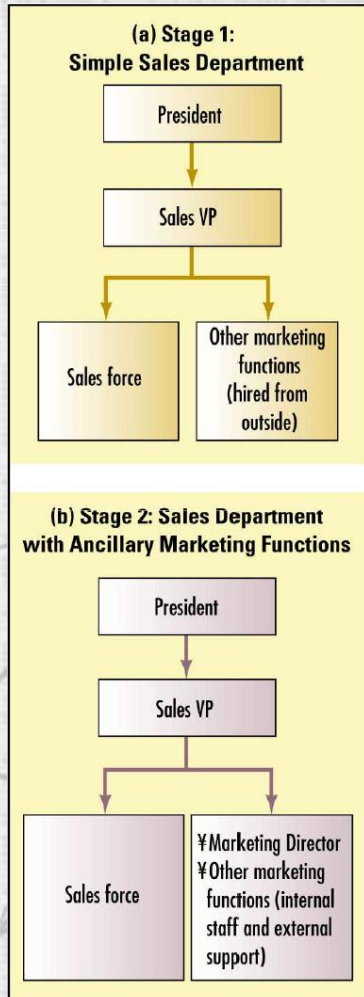 (a) Stage 1:
Simple Sales Department
President
Sales VP
Sales force
Other marketing
functions
(hired from
outside)
(b) Stage 2: Sales Department
with Ancillary Marketing Functions
President
Sales VP
Sales force
¥Marketing Director
¥Other marketing
functions (internal
staff and external
support)